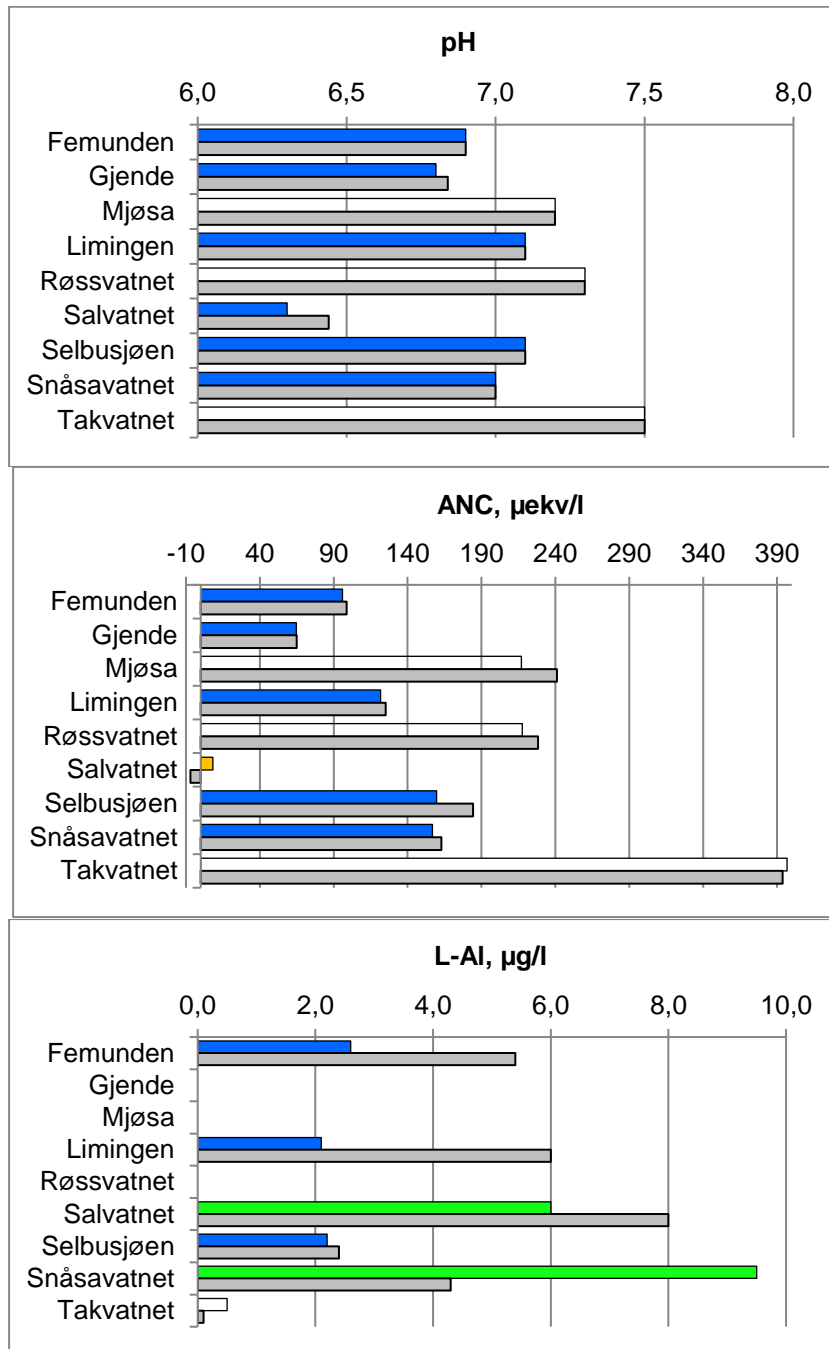 pH
6,0 6,5 7,0 7,5 8,0
Femunden
Gjende
Mjøsa
Limingen
Røssvatnet
Salvatnet
Selbusjøen
Snåsavatnet
Takvatnet
ANC, µekv/l
-10 40 90 140 190 240 290 340 390
Femunden
Gjende
Mjøsa
Limingen
Røssvatnet
Salvatnet
Selbusjøen
Snåsavatnet
Takvatnet
L-Al, µg/l
0,0 2,0 4,0 6,0 8,0 10,0
Femunden
Gjende
Mjøsa
Limingen
Røssvatnet
Salvatnet
Selbusjøen
Snåsavatnet
Takvatnet